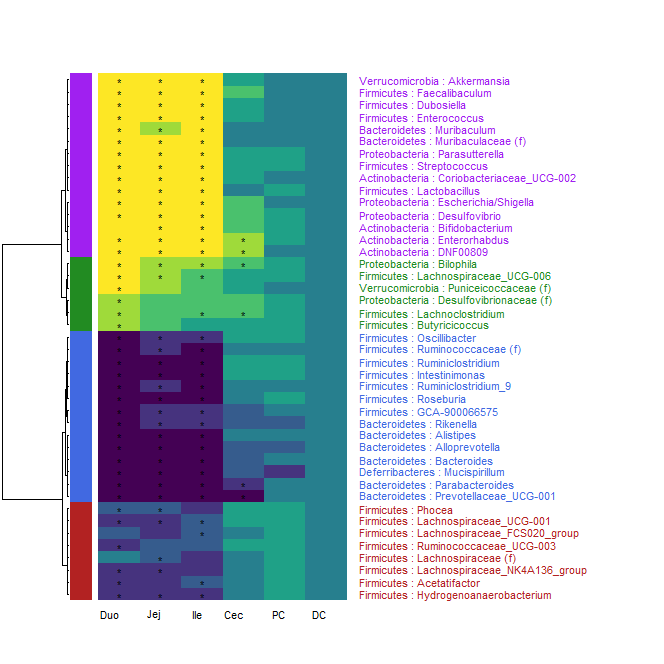 Verrucomicrobia : Akkermansia
Firmicutes : Faecalibaculum
Firmicutes : Dubosiella
Firmicutes : Enterococcus
Bacteroidetes : Muribaculum
Bacteroidetes : Muribaculaceae (f)
Proteobacteria : Parasutterella
Firmicutes : Streptococcus
Actinobacteria : Coriobacteriaceae_UCG-002
Firmicutes : Lactobacillus
Proteobacteria : Escherichia/Shigella
Proteobacteria : Desulfovibrio
Actinobacteria : Bifidobacterium
Actinobacteria : Enterorhabdus
Actinobacteria : DNF00809
Proteobacteria : Bilophila
Firmicutes : Lachnospiraceae_UCG-006
Verrucomicrobia : Puniceicoccaceae (f)
Proteobacteria : Desulfovibrionaceae (f)
Firmicutes : Lachnoclostridium
Firmicutes : Butyricicoccus
Firmicutes : Oscillibacter
Firmicutes : Ruminococcaceae (f)
Firmicutes : Ruminiclostridium
Firmicutes : Intestinimonas
Firmicutes : Ruminiclostridium_9
Firmicutes : Roseburia
Firmicutes : GCA-900066575
Bacteroidetes : Rikenella
Bacteroidetes : Alistipes
Bacteroidetes : Alloprevotella
Bacteroidetes : Bacteroides
Deferribacteres : Mucispirillum
Bacteroidetes : Parabacteroides
Bacteroidetes : Prevotellaceae_UCG-001
Firmicutes : Phocea
Firmicutes : Lachnospiraceae_UCG-001
Firmicutes : Lachnospiraceae_FCS020_group
Firmicutes : Ruminococcaceae_UCG-003
Firmicutes : Lachnospiraceae (f)
Firmicutes : Lachnospiraceae_NK4A136_group
Firmicutes : Acetatifactor
Firmicutes : Hydrogenoanaerobacterium
Duo Jej Ile Cec PC DC